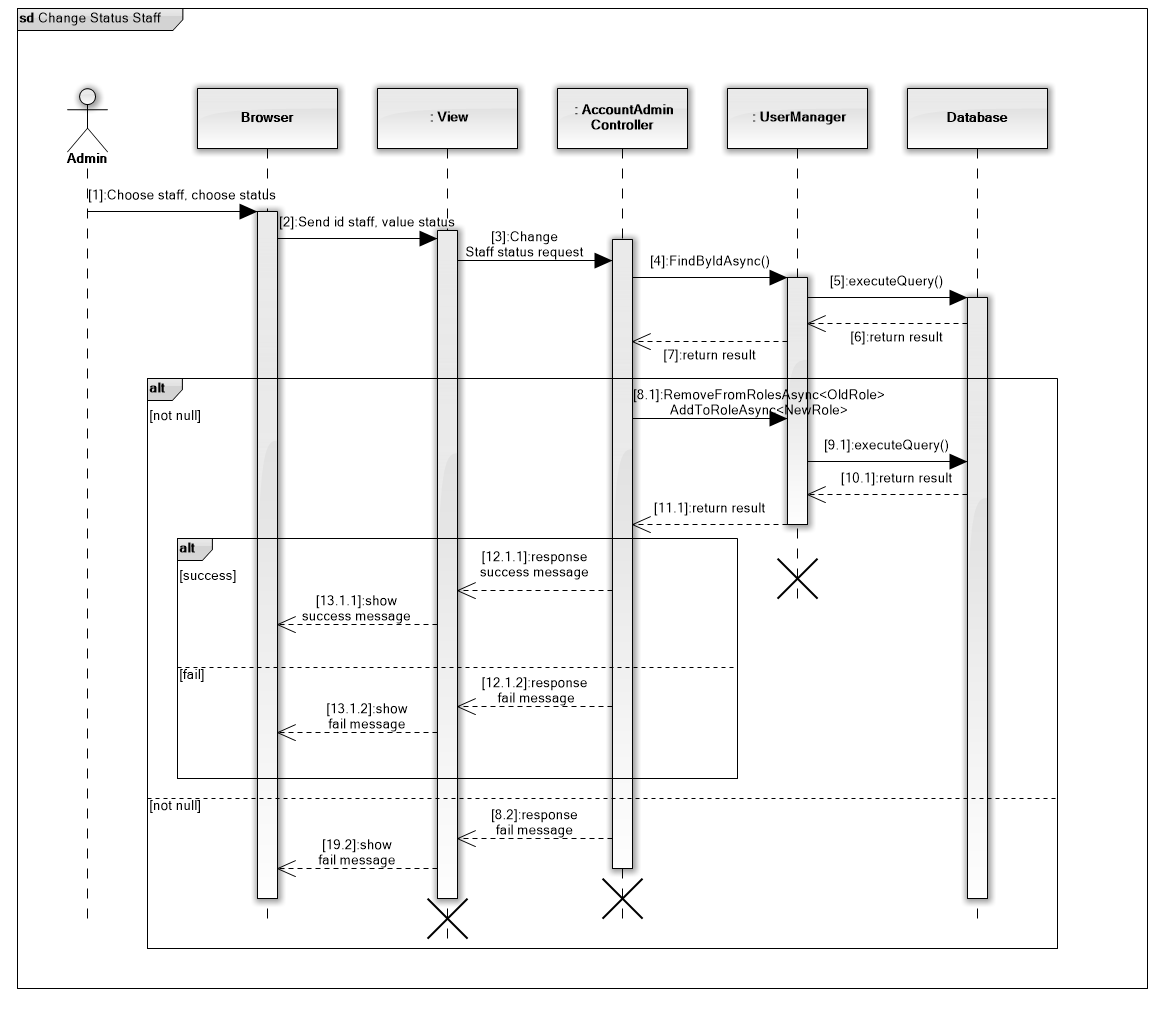 sd Change Status Staff
Admin
Browser
: View
: AccountAdmin
Controller
: UserManager
Database
[1]:Choose staff, choose status
[2]:Send id staff, value status
[3]:Change
Staff status request
[4]:FindByIdAsync()
[5]:executeQuery()
[6]:return result
[7]:return result
alt
[not null]
[8.1]:RemoveFromRolesAsync<OldRole>
AddToRoleAsync<NewRole>
[9.1]:executeQuery()
[10.1]:return result
[11.1]:return result
alt
[success]
[12.1.1]:response
success message
[13.1.1]:show
success message
[fail]
[12.1.2]:response
fail message
[13.1.2]:show
fail message
[not null]
[8.2]:response
fail message
[19.2]:show
fail message